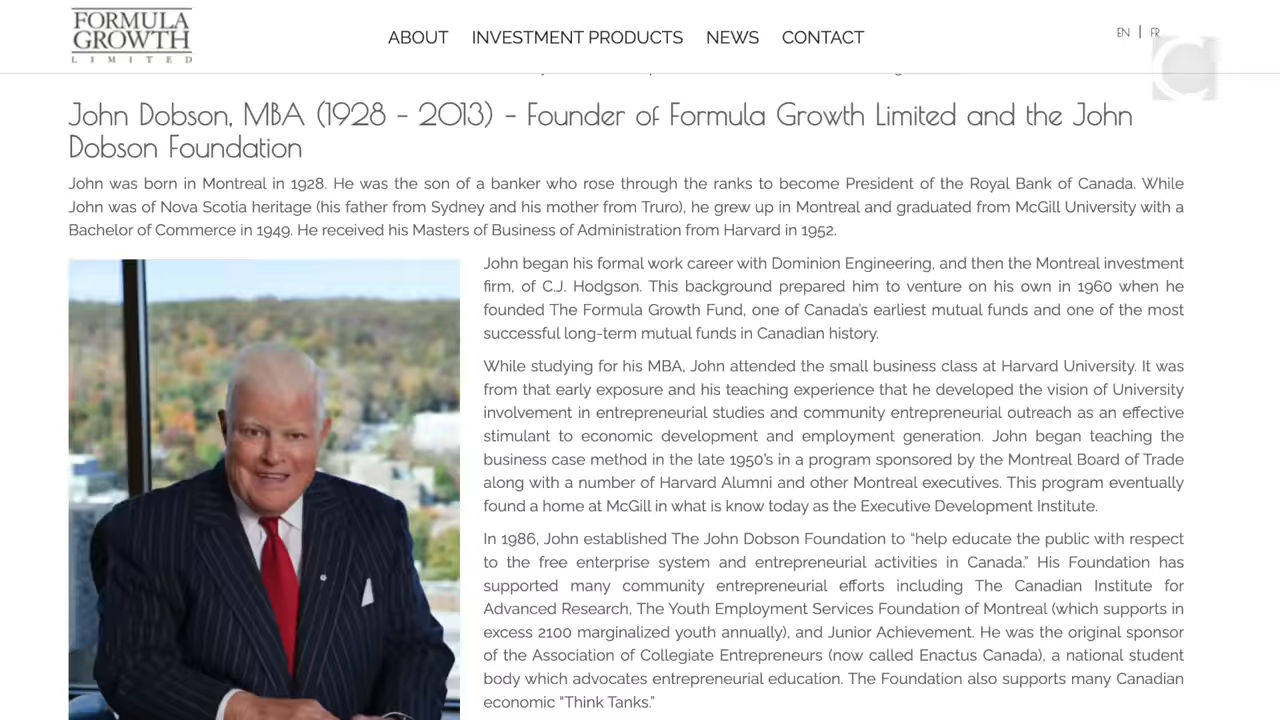 FORMULA
GROWTH
LIMITED
ABOUT INVESTMENT PRODUCTS NEWS CONTACT
EN | FR
John Dobson, MBA (1928 – 2013) – Founder of Formula Growth Limited and the John
Dobson Foundation
John was born in Montreal in 1928. He was the son of a banker who rose through the ranks to become President of the Royal Bank of Canada. While
John was of Nova Scotia heritage (his father from Sydney and his mother from Truro), he grew up in Montreal and graduated from McGill University with a
Bachelor of Commerce in 1949. He received his Masters of Business of Administration from Harvard in 1952.
John began his formal work career with Dominion Engineering, and then the Montreal investment
firm, of C.J. Hodgson. This background prepared him to venture on his own in 1960 when he
founded The Formula Growth Fund, one of Canada's earliest mutual funds and one of the most
successful long-term mutual funds in Canadian history.
While studying for his MBA, John attended the small business class at Harvard University. It was
from that early exposure and his teaching experience that he developed the vision of University
involvement in entrepreneurial studies and community entrepreneurial outreach as an effective
stimulant to economic development and employment generation. John began teaching the
business case method in the late 1950's in a program sponsored by the Montreal Board of Trade
along with a number of Harvard Alumni and other Montreal executives. This program eventually
found a home at McGill in what is know today as the Executive Development Institute.
In 1986, John established The John Dobson Foundation to “help educate the public with respect
to the free enterprise system and entrepreneurial activities in Canada.” His Foundation has
supported many community entrepreneurial efforts including The Canadian Institute for
Advanced Research, The Youth Employment Services Foundation of Montreal (which supports in
excess 2100 marginalized youth annually), and Junior Achievement. He was the original sponsor
of the Association of Collegiate Entrepreneurs (now called Enactus Canada), a national student
body which advocates entrepreneurial education. The Foundation also supports many Canadian
economic “Think Tanks.”